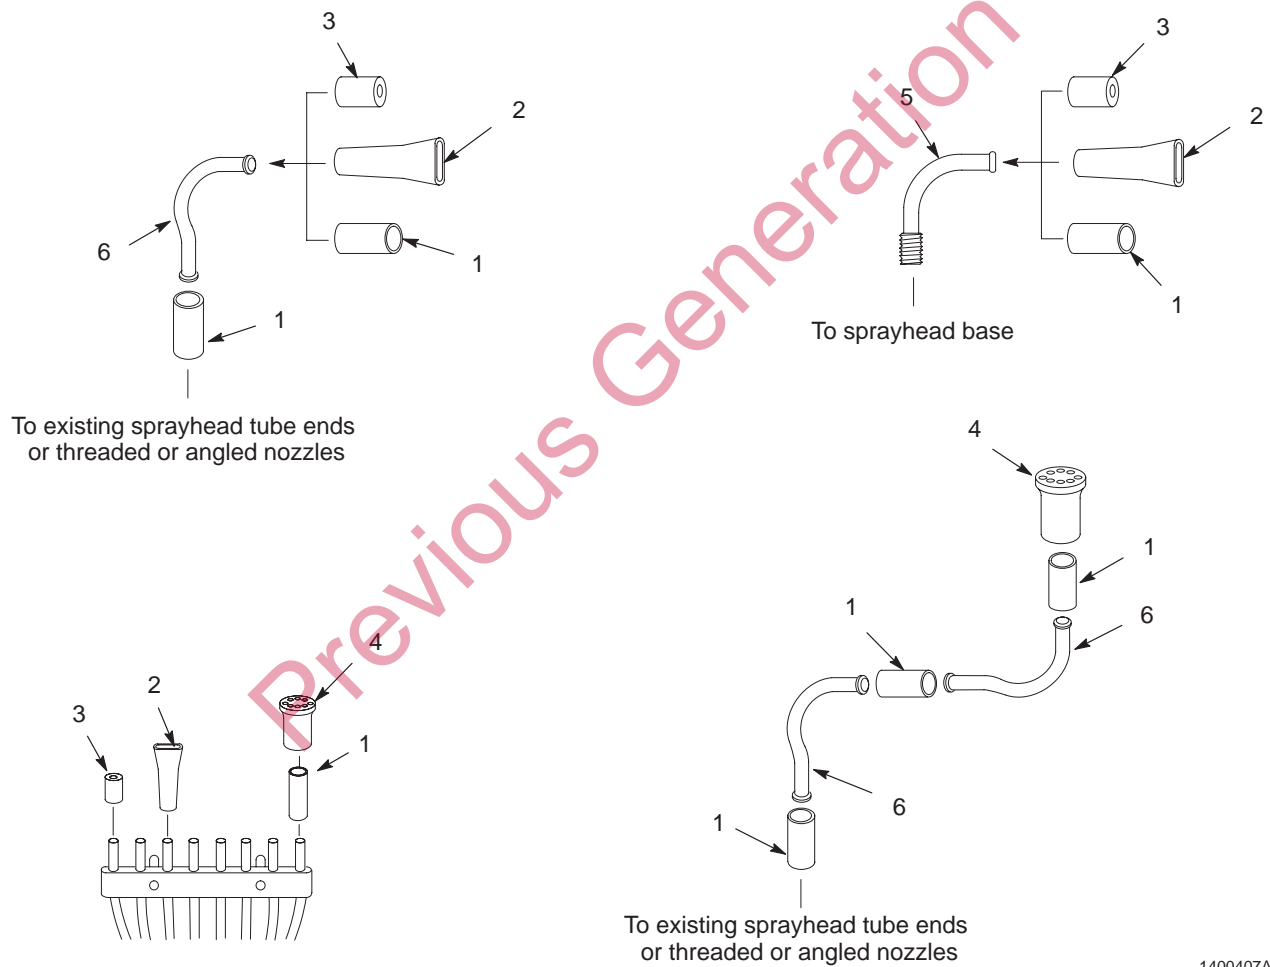 3
2
6
1
1
To existing sprayhead tube ends
or threaded or angled nozzles
3
5
2
1
To sprayhead base
Previous Generation
4
1
1
6
6
1
To existing sprayhead tube ends
or threaded or angled nozzles
4
2
3
1
1400407A